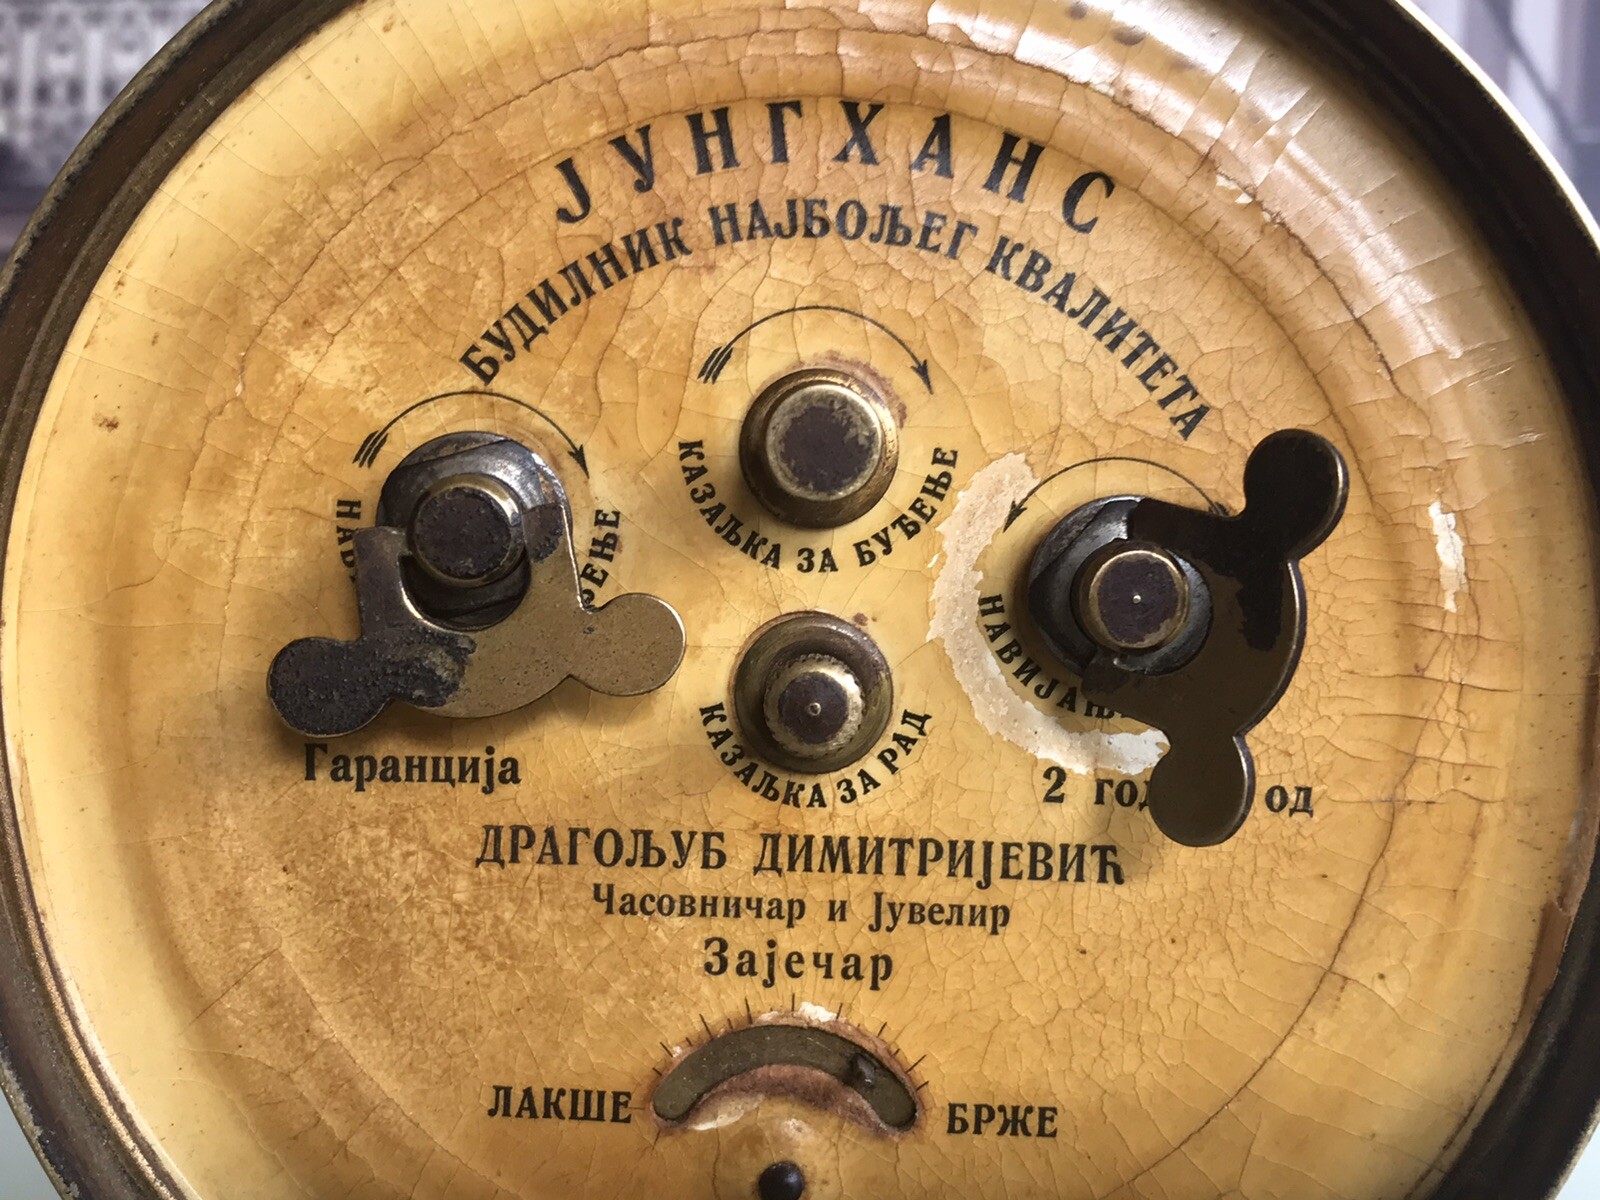 ЈУНГХАНС
БУДИЛНИК НАЈБОЉЕГ КВАЛИТЕТА
КАЗАЉКА ЗА БУЂЕЊЕ
КАЗАЉКА ЗА РАД
Гаранција
2 од
ДРАГОЉУБ ДИМИТРИЈЕВИЋ
Часовничар и Јувелир
Зајечар
ЛАКШЕ БРЖЕ